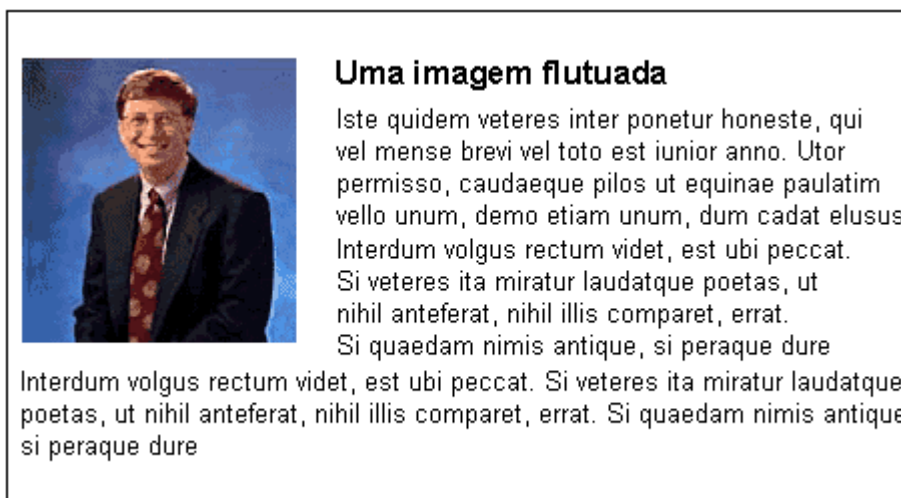 Uma imagem flutuada
Iste quidem veteres inter ponetur honeste, qui
vel mense brevi vel toto est iunior anno. Utor
permisso, caudaeque pilos ut equinae paulatim
vello unum, demo etiam unum, dum cadat elusus
Interdum volgus rectum videt, est ubi peccat.
Si veteres ita miratur laudatque poetas, ut
nihil anteferat, nihil illis comparet, errat.
Si quaedam nimis antique, si peraque dure
Interdum volgus rectum videt, est ubi peccat. Si veteres ita miratur laudatque
poetas, ut nihil anteferat, nihil illis comparet, errat. Si quaedam nimis antique
si peraque dure